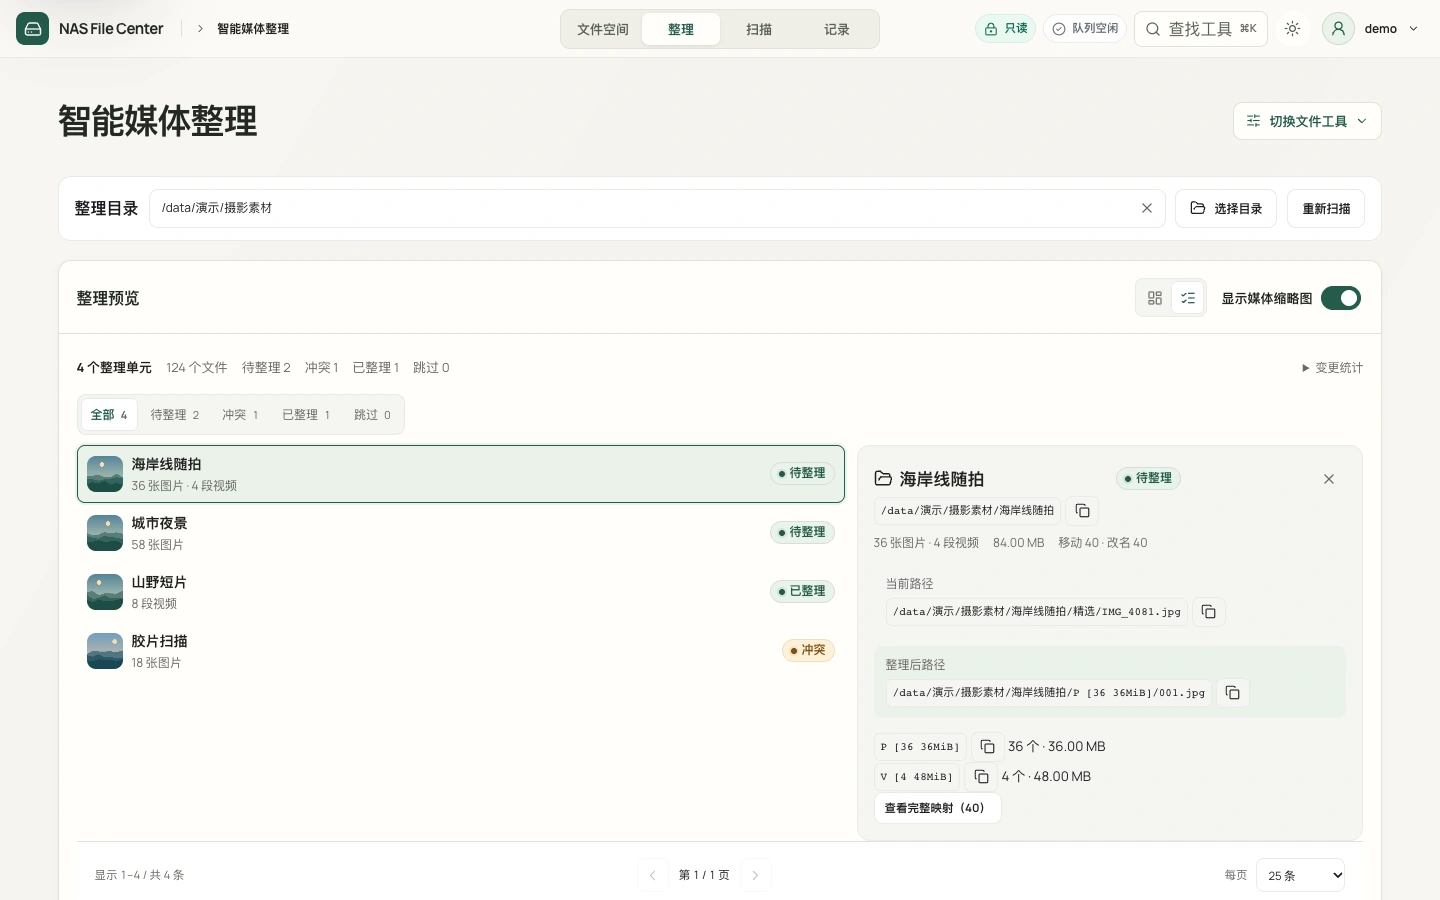 NAS File Center
智能媒体整理
文件空间
整理
扫描
记录
只读
队列空闲
查找工具 ⌘K
demo
智能媒体整理
切换文件工具
整理目录
/data/演示/摄影素材
选择目录
重新扫描
整理预览
显示媒体缩略图
4 个整理单元 124 个文件 待整理 2 冲突 1 已整理 1 跳过 0
变更统计
全部 4 待整理 2 冲突 1 已整理 1 跳过 0
海岸线随拍
36 张图片 · 4 段视频
待整理
城市夜景
58 张图片
待整理
山野短片
8 段视频
已整理
胶片扫描
18 张图片
冲突
海岸线随拍
待整理
/data/演示/摄影素材/海岸线随拍
36 张图片 · 4 段视频 84.00 MB 移动 40 · 改名 40
当前路径
/data/演示/摄影素材/海岸线随拍/精选/IMG_4081.jpg
整理后路径
/data/演示/摄影素材/海岸线随拍/P [36 36MiB]/001.jpg
P [36 36MiB] 36 个 · 36.00 MB
V [4 48MiB] 4 个 · 48.00 MB
查看完整映射（40）
显示 1–4 / 共 4 条
第 1 / 1 页
每页 25 条